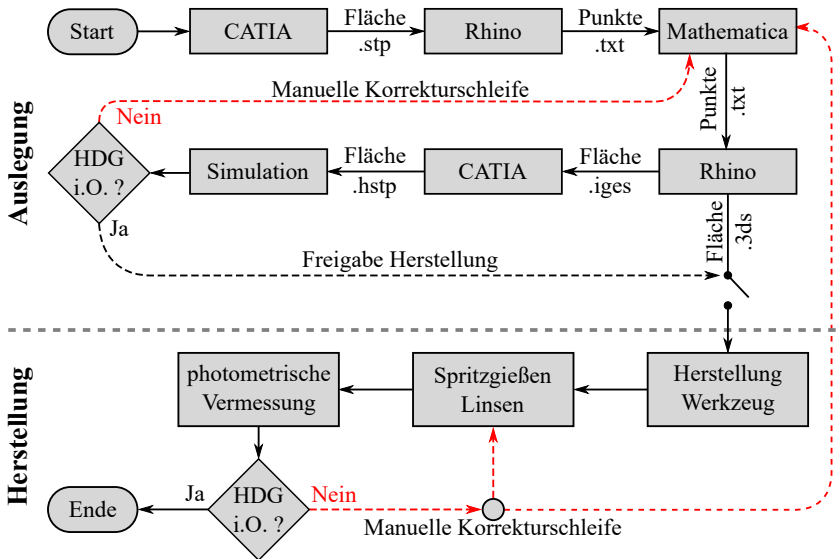 Start
CATIA
Fläche
.stp
Rhino
Punkte
.txt
Mathematica
Manuelle Korrekturschleife
Nein
Punkte
.txt
Auslegung
HDG
i.O. ?
Simulation
Fläche
.hstp
CATIA
Fläche
.iges
Rhino
Ja
Fläche
.3ds
Freigabe Herstellung
Herstellung
photometrische
Vermessung
Spritzgießen
Linsen
Herstellung
Werkzeug
Ende
Ja
HDG
i.O. ?
Nein
Manuelle Korrekturschleife